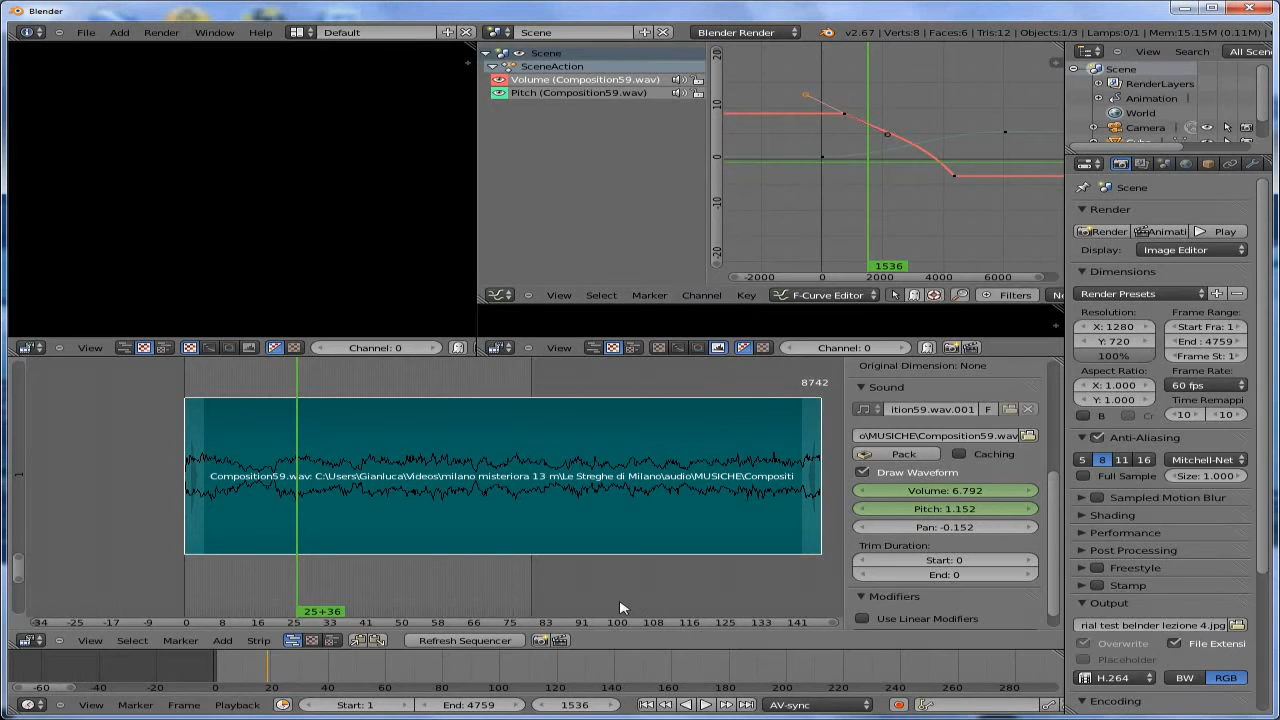 Blender
File Add Render Window Help Default Scene Blender Render v2.67 | Verts:8 | Faces:6 | Tris:12 | Objects:1/3 | Lamps:0/1 | Mem:15.15M (0.11M)
Scene
SceneAction
Volume (Composition59.wav)
Pitch (Composition59.wav)
20
10
0
-10
-20
1536
-2000 0 2000 4000 6000
View Select Marker Channel Key F-Curve Editor Filters
View Search All Scen
Scene
RenderLayers
Animation
World
Camera
Scene
Render
Render Animati Play
Display: Image Editor
Dimensions
Render Presets
Resolution: Frame Range:
X: 1280 Start Fra: 1
Y: 720 End: 4759
100% Frame St: 1
Aspect Ratio: Frame Rate:
X: 1.000 60 fps
Y: 1.000 Time Remappi
B Cr 10 10
Anti-Aliasing
5 8 11 16 Mitchell-Net
Full Sample Size: 1.000
Sampled Motion Blur
Shading
Performance
Post Processing
Freestyle
Stamp
Output
rial test belnder lezione 4.jpg
Overwrite File Extensi
Placeholder
H.264 BW RGB
Encoding
View Channel: 0
View Channel: 0
8742
Composition59.wav: C:\Users\Gianluca\Videos\milano misteriora 13 m\Le Streghe di Milano\audio\MUSICHE\Compositi
1
25+36
-34 -25 -17 -9 0 8 16 25 33 41 50 58 66 75 83 91 100 108 116 125 133 141
View Select Marker Add Strip Refresh Sequencer
Original Dimension: None
Sound
ition59.wav.001 F
o\MUSICHE\Composition59.wav
Pack Caching
Draw Waveform
Volume: 6.792
Pitch: 1.152
Pan: -0.152
Trim Duration:
Start: 0
End: 0
Modifiers
Use Linear Modifiers
-60 -40 -20 0 20 40 60 80 100 120 140 160 180 200 220 240 260 280
View Marker Frame Playback Start: 1 End: 4759 1536 AV-sync